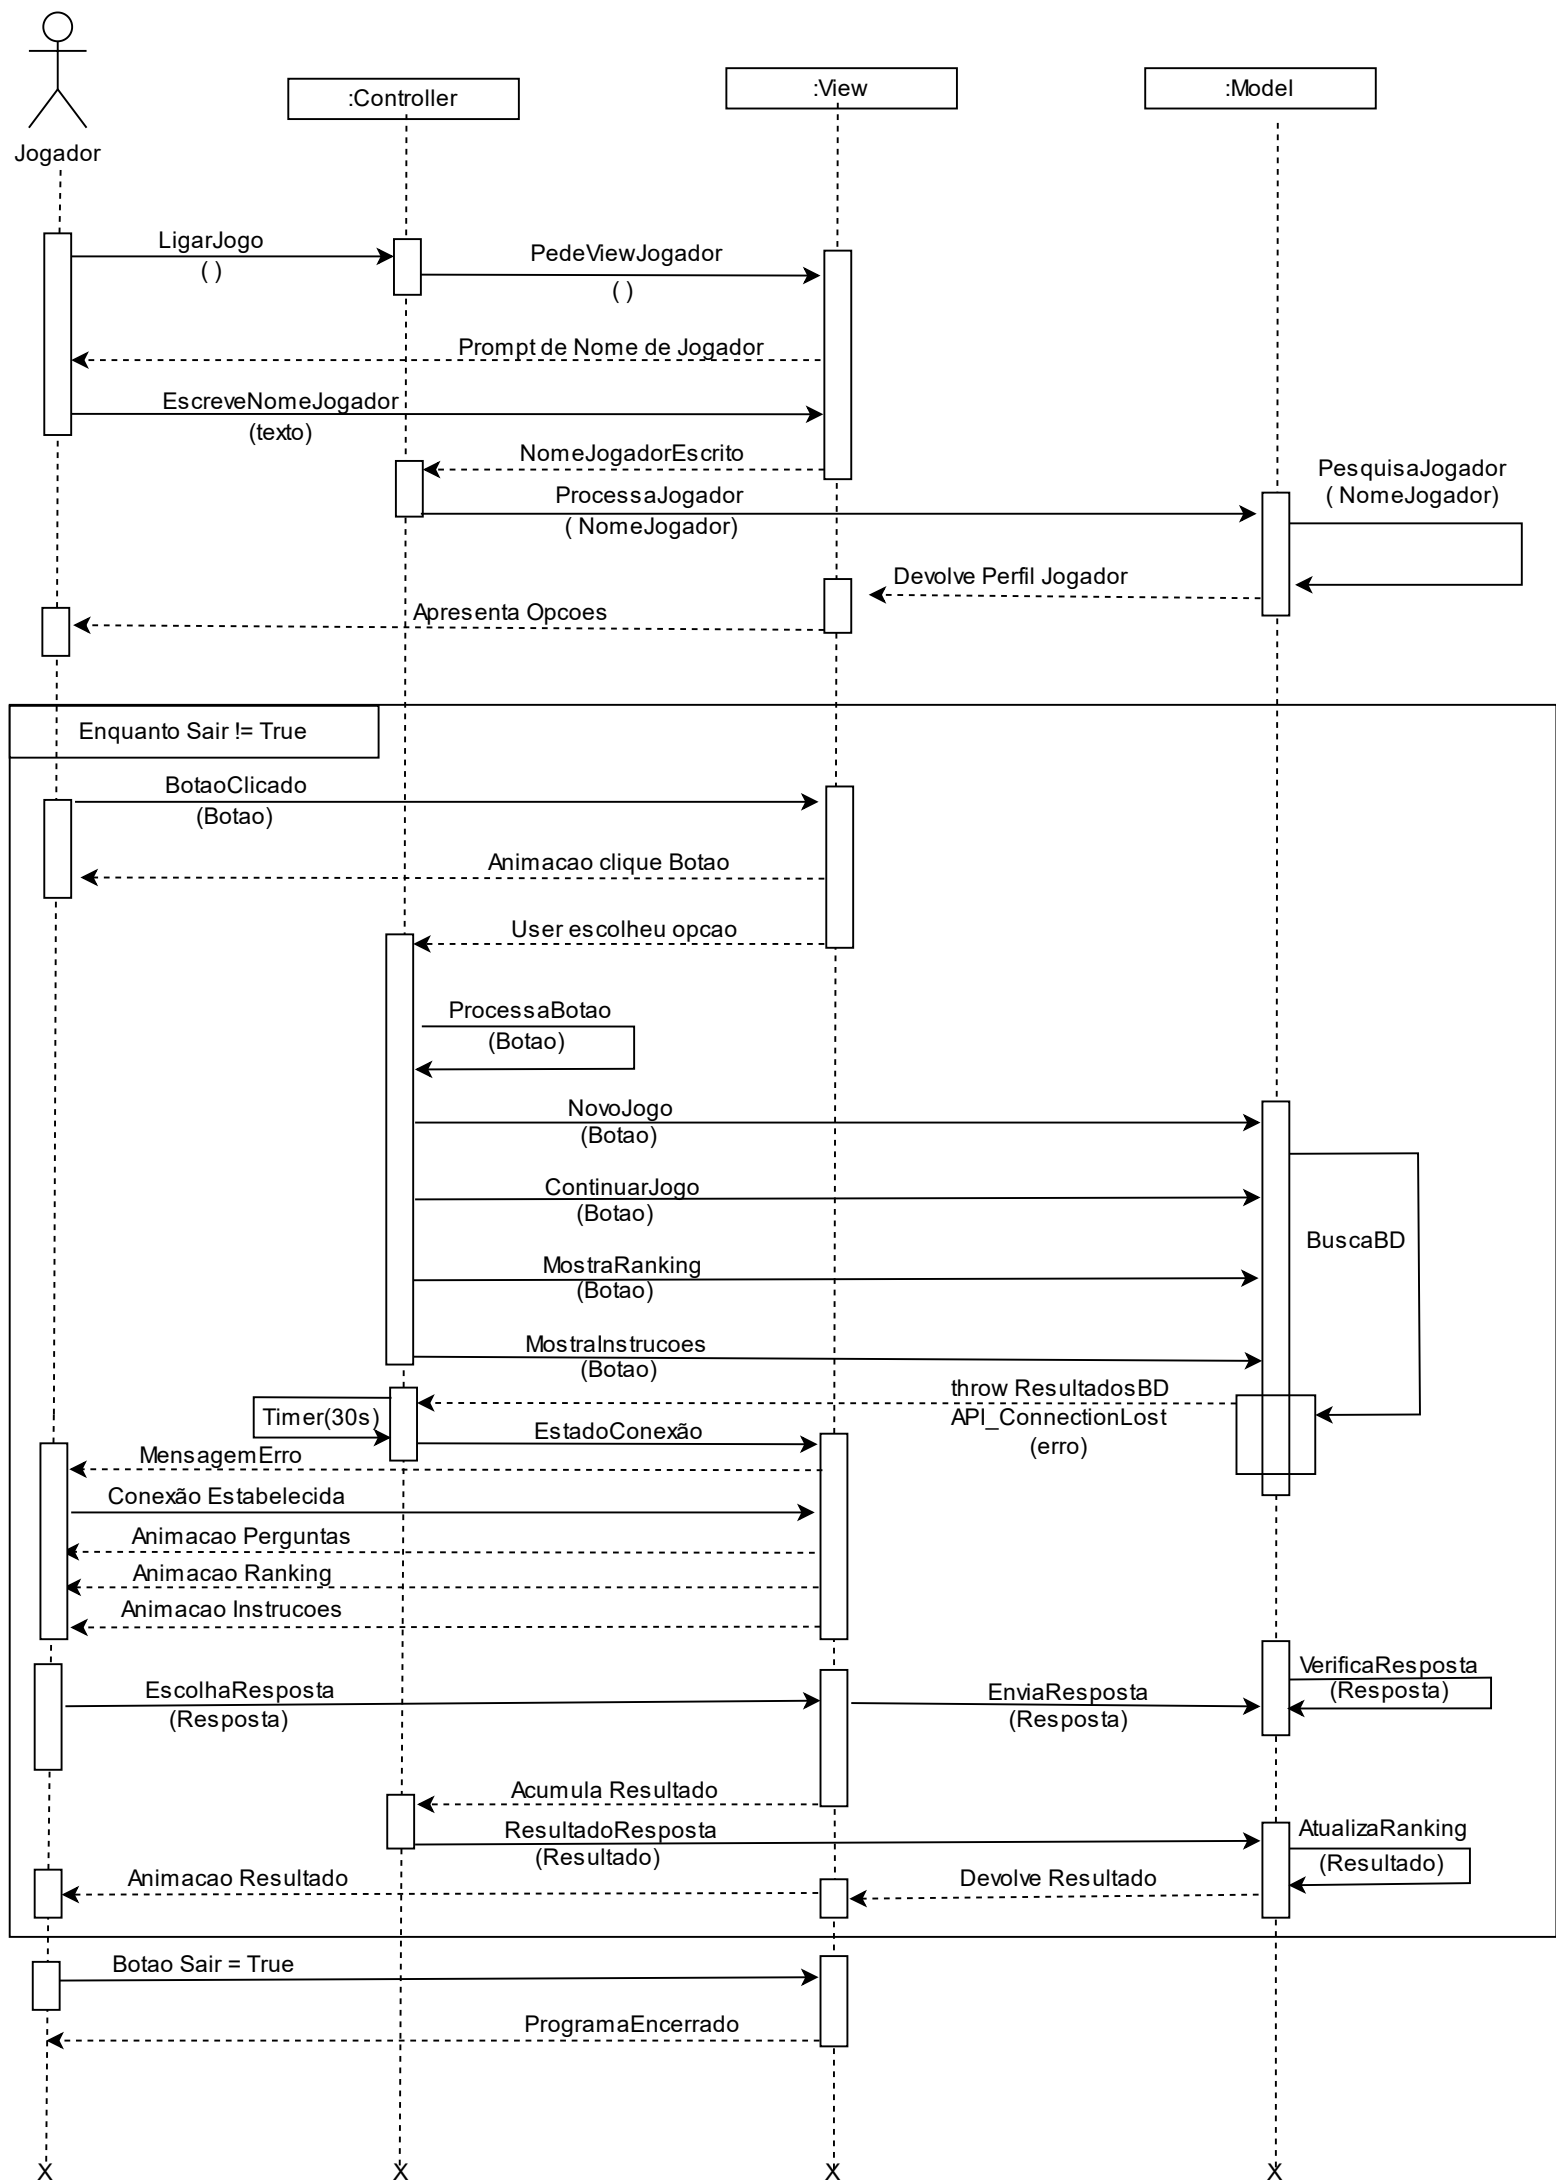 :View
:Model
:Controller
Jogador
LigarJogo
( )
PedeViewJogador
( )
Prompt de Nome de Jogador
EscreveNomeJogador
(texto)
NomeJogadorEscrito
PesquisaJogador
( NomeJogador)
ProcessaJogador
( NomeJogador)
Devolve Perfil Jogador
Apresenta Opcoes
Enquanto Sair != True
BotaoClicado
(Botao)
Animacao clique Botao
User escolheu opcao
ProcessaBotao
(Botao)
NovoJogo
(Botao)
ContinuarJogo
(Botao)
BuscaBD
MostraRanking
(Botao)
MostraInstrucoes
(Botao)
throw ResultadosBD
API_ConnectionLost
(erro)
Timer(30s)
EstadoConexão
MensagemErro
Conexão Estabelecida
Animacao Perguntas
Animacao Ranking
Animacao Instrucoes
VerificaResposta
(Resposta)
EscolhaResposta
(Resposta)
EnviaResposta
(Resposta)
Acumula Resultado
ResultadoResposta
(Resultado)
AtualizaRanking
(Resultado)
Animacao Resultado
Devolve Resultado
Botao Sair = True
ProgramaEncerrado
X
X
X
X